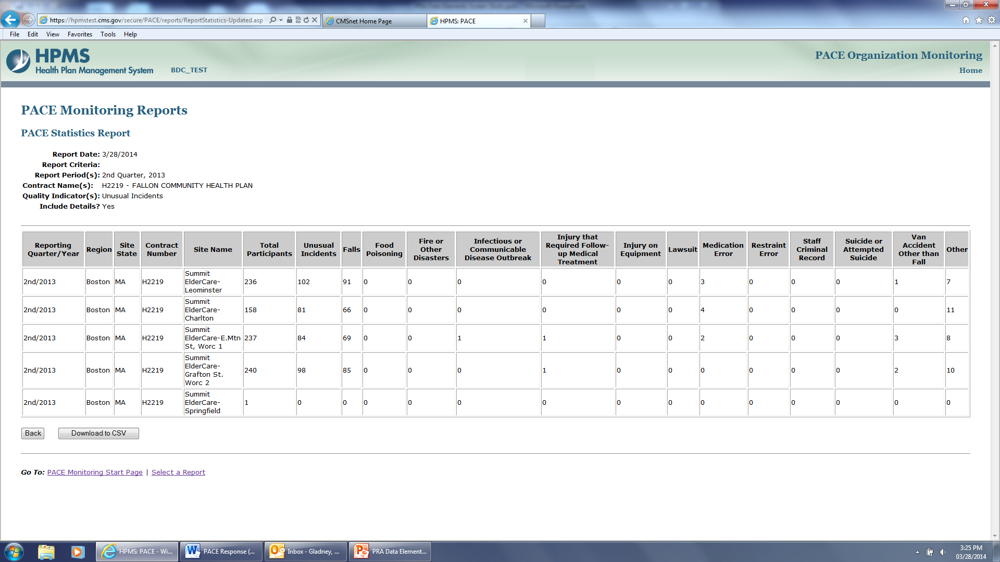 https://hpmstest.cms.gov/secure/PACE/reports/ReportStatistics-Updated.asp
CMSnet Home Page
HPMS: PACE
File Edit View Favorites Tools Help
HPMS
Health Plan Management System
BDC_TEST
PACE Organization Monitoring
Home
PACE Monitoring Reports
PACE Statistics Report
Report Date: 3/28/2014
Report Criteria:
Report Period(s): 2nd Quarter, 2013
Contract Name(s): H2219 - FALLON COMMUNITY HEALTH PLAN
Quality Indicator(s): Unusual Incidents
Include Details? Yes
Reporting Quarter/Year Region Site State Contract Number Site Name Total Participants Unusual Incidents Falls Food Poisoning Fire or Other Disasters Infectious or Communicable Disease Outbreak Injury that Required Follow-up Medical Treatment Injury on Equipment Lawsuit Medication Error Restraint Error Staff Criminal Record Suicide or Attempted Suicide Van Accident Other than Fall Other
2nd/2013 Boston MA H2219 Summit ElderCare-Leominster 236 102 91 0 0 0 0 0 0 3 0 0 0 1 7
2nd/2013 Boston MA H2219 Summit ElderCare-Charlton 158 81 66 0 0 0 0 0 0 4 0 0 0 0 11
2nd/2013 Boston MA H2219 Summit ElderCare-E.Mtn St, Worc 1 237 84 69 0 0 1 1 0 0 2 0 0 0 3 8
2nd/2013 Boston MA H2219 Summit ElderCare-Grafton St. Worc 2 240 98 85 0 0 0 1 0 0 0 0 0 0 2 10
2nd/2013 Boston MA H2219 Summit ElderCare-Springfield 1 0 0 0 0 0 0 0 0 0 0 0 0 0 0
Back
Download to CSV
Go To: PACE Monitoring Start Page | Select a Report
HPMS: PACE - Wi...
PACE Response (...
Inbox - Gladney, ...
PRA Data Element...
3:25 PM
03/28/2014